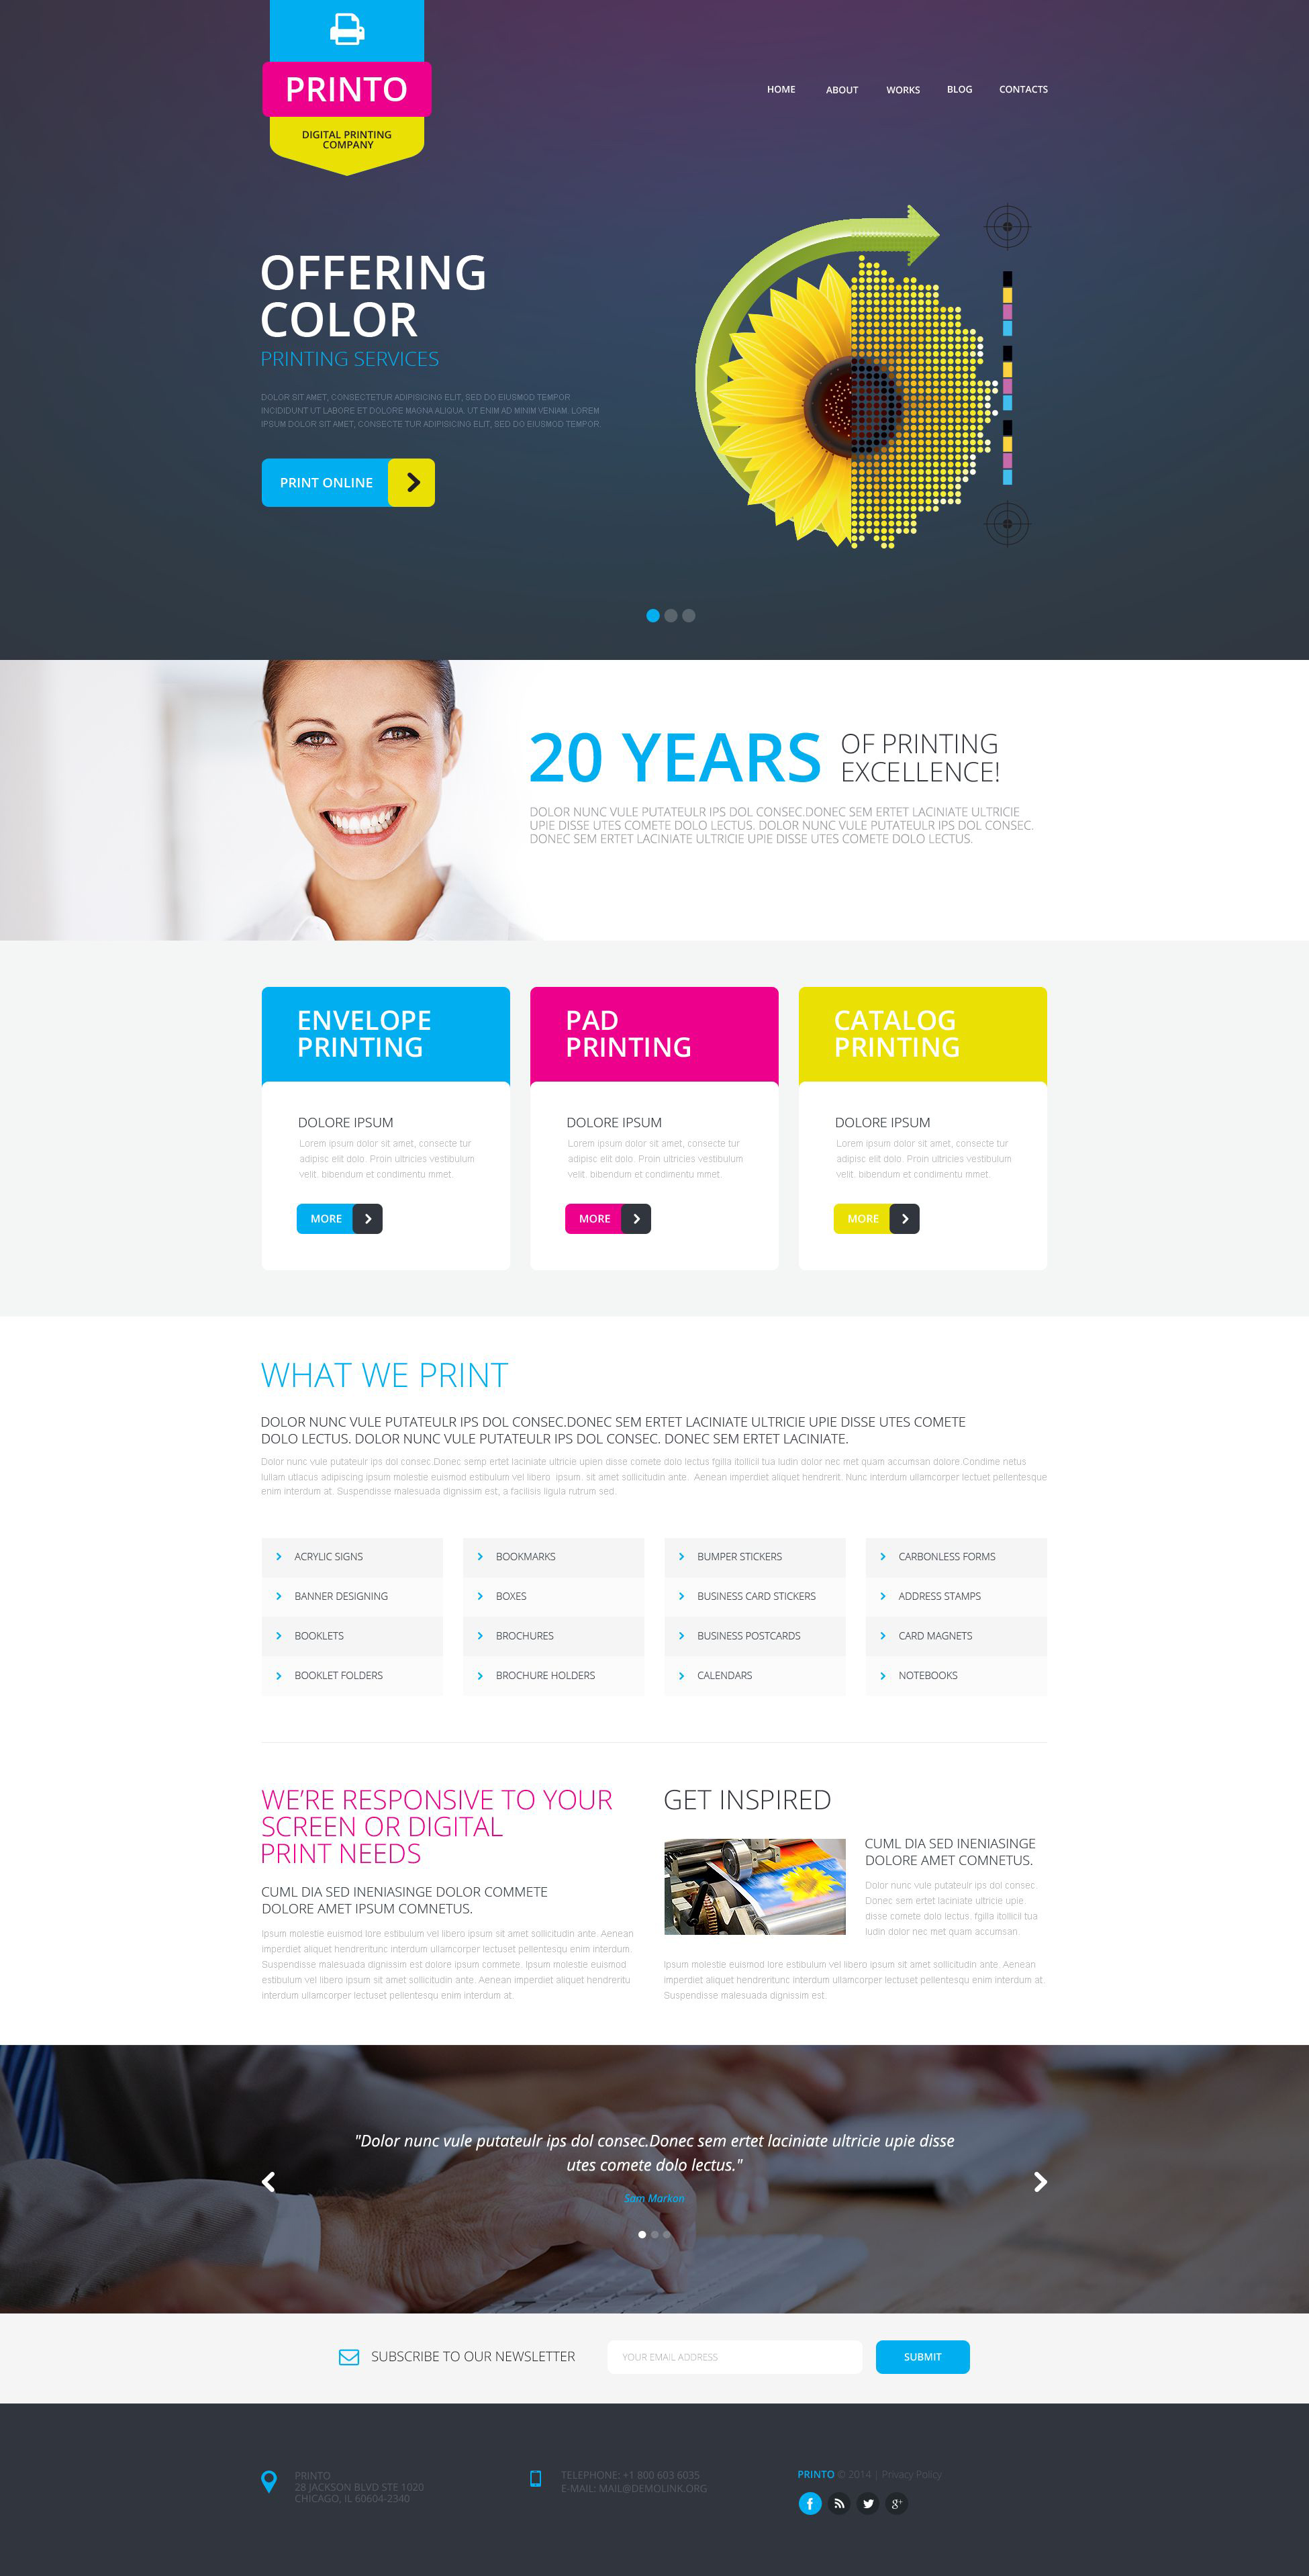 PRINTO
DIGITAL PRINTING
COMPANY
HOME
ABOUT
WORKS
BLOG
CONTACTS
OFFERING
COLOR
PRINTING SERVICES
DOLOR SIT AMET, CONSECTETUR ADIPISICING ELIT, SED DO EIUSMOD TEMPOR
INCIDIDUNT UT LABORE ET DOLORE MAGNA ALIQUA. UT ENIM AD MINIM VENIAM. LOREM
IPSUM DOLOR SIT AMET, CONSECTE TUR ADIPISICING ELIT, SED DO EIUSMOD TEMPOR.
PRINT ONLINE
20 YEARS
OF PRINTING
EXCELLENCE!
DOLOR NUNC VULE PUTATEULR IPS DOL CONSEC.DONEC SEM ERTET LACINIATE ULTRICIE
UPIE DISSE UTES COMETE DOLO LECTUS. DOLOR NUNC VULE PUTATEULR IPS DOL CONSEC.
DONEC SEM ERTET LACINIATE ULTRICIE UPIE DISSE UTES COMETE DOLO LECTUS.
ENVELOPE
PRINTING
DOLORE IPSUM
Lorem ipsum dolor sit amet, consecte tur
adipisc elit dolo. Proin ultricies vestibulum
velit. bibendum et condimentu mmet.
MORE
PAD
PRINTING
DOLORE IPSUM
Lorem ipsum dolor sit amet, consecte tur
adipisc elit dolo. Proin ultricies vestibulum
velit. bibendum et condimentu mmet.
MORE
CATALOG
PRINTING
DOLORE IPSUM
Lorem ipsum dolor sit amet, consecte tur
adipisc elit dolo. Proin ultricies vestibulum
velit. bibendum et condimentu mmet.
MORE
WHAT WE PRINT
DOLOR NUNC VULE PUTATEULR IPS DOL CONSEC.DONEC SEM ERTET LACINIATE ULTRICIE UPIE DISSE UTES COMETE
DOLO LECTUS. DOLOR NUNC VULE PUTATEULR IPS DOL CONSEC. DONEC SEM ERTET LACINIATE.
Dolor nunc vule putateulr ips dol consec.Donec semp ertet laciniate ultricie upien disse comete dolo lectus fgilla itollicil tua ludin dolor nec met quam accumsan dolore.Condime netus
iullam utlacus adipiscing ipsum molestie euismod estibulum vel libero ipsum. sit amet sollicitudin ante. Aenean imperdiet aliquet hendrerit. Nunc interdum ullamcorper lectuet pellentesque
enim interdum at. Suspendisse malesuada dignissim est, a facilisis ligula rutrum sed.
ACRYLIC SIGNS
BANNER DESIGNING
BOOKLETS
BOOKLET FOLDERS
BOOKMARKS
BOXES
BROCHURES
BROCHURE HOLDERS
BUMPER STICKERS
BUSINESS CARD STICKERS
BUSINESS POSTCARDS
CALENDARS
CARBONLESS FORMS
ADDRESS STAMPS
CARD MAGNETS
NOTEBOOKS
WE'RE RESPONSIVE TO YOUR
SCREEN OR DIGITAL
PRINT NEEDS
CUML DIA SED INENIASINGE DOLOR COMMETE
DOLORE AMET IPSUM COMNETUS.
Ipsum molestie euismod lore estibulum vel libero ipsum sit amet sollicitudin ante. Aenean
imperdiet aliquet hendreritunc interdum ullamcorper lectuset pellentesqu enim interdum.
Suspendisse malesuada dignissim est dolore ipsum commete. Ipsum molestie euismod
estibulum vel libero ipsum sit amet sollicitudin ante. Aenean imperdiet aliquet hendreritu
interdum ullamcorper lectuset pellentesqu enim interdum at.
GET INSPIRED
CUML DIA SED INENIASINGE
DOLORE AMET COMNETUS.
Dolor nunc vule putateulr ips dol consec.
Donec sem ertet laciniate ultricie upie.
disse comete dolo lectus. fgilla itollicil tua
ludin dolor nec met quam accumsan.
Ipsum molestie euismod lore estibulum vel libero ipsum sit amet sollicitudin ante. Aenean
imperdiet aliquet hendreritunc interdum ullamcorper lectuset pellentesqu enim interdum at.
Suspendisse malesuada dignissim est.
"Dolor nunc vule putateulr ips dol consec.Donec sem ertet laciniate ultricie upie disse
utes comete dolo lectus."
Sam Markon
SUBSCRIBE TO OUR NEWSLETTER
YOUR EMAIL ADDRESS
SUBMIT
PRINTO
28 JACKSON BLVD STE 1020
CHICAGO, IL 60604-2340
TELEPHONE: +1 800 603 6035
E-MAIL: MAIL@DEMOLINK.ORG
PRINTO © 2014 | Privacy Policy